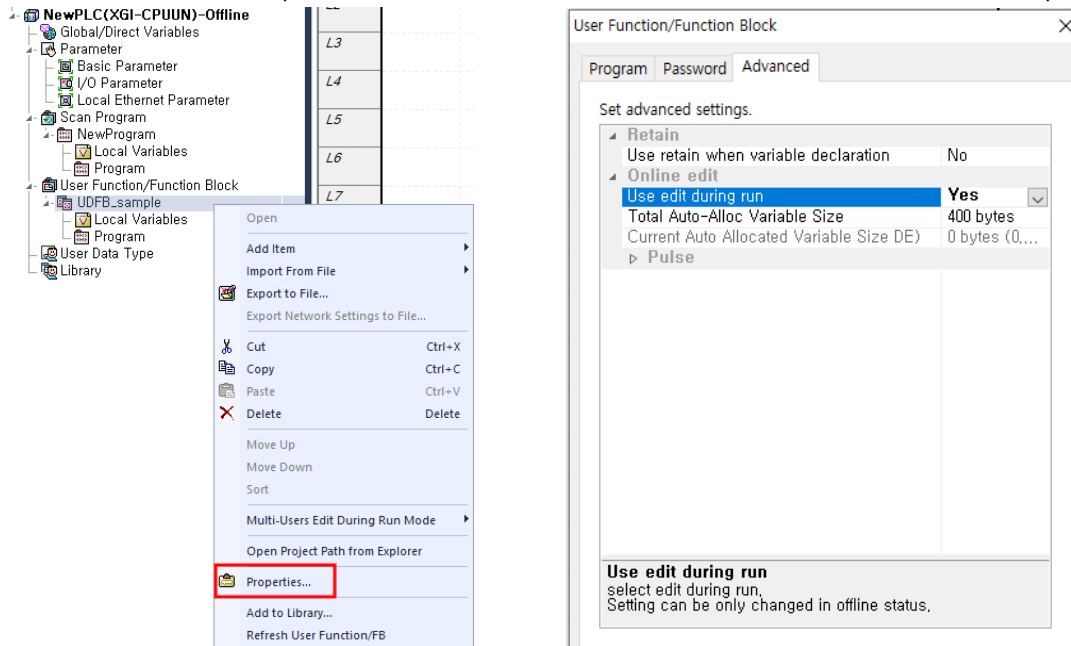 NewPLC(XGI-CPUUN)-Offline
Global/Direct Variables
Parameter
Basic Parameter
I/O Parameter
Local Ethernet Parameter
Scan Program
NewProgram
Local Variables
Program
User Function/Function Block
UDFB_sample
Local Variables
Program
User Data Type
Library
L3
L4
L5
L6
L7
Open
Add Item
Import From File
Export to File...
Export Network Settings to File...
Cut Ctrl+X
Copy Ctrl+C
Paste Ctrl+V
Delete Delete
Move Up
Move Down
Sort
Multi-Users Edit During Run Mode
Open Project Path from Explorer
Properties...
Add to Library...
Refresh User Function/FB
User Function/Function Block
Program Password Advanced
Set advanced settings.
Retain
Use retain when variable declaration No
Online edit
Use edit during run Yes
Total Auto-Alloc Variable Size 400 bytes
Current Auto Allocated Variable Size DE) 0 bytes (0,...
Pulse
Use edit during run
select edit during run,
Setting can be only changed in offline status,